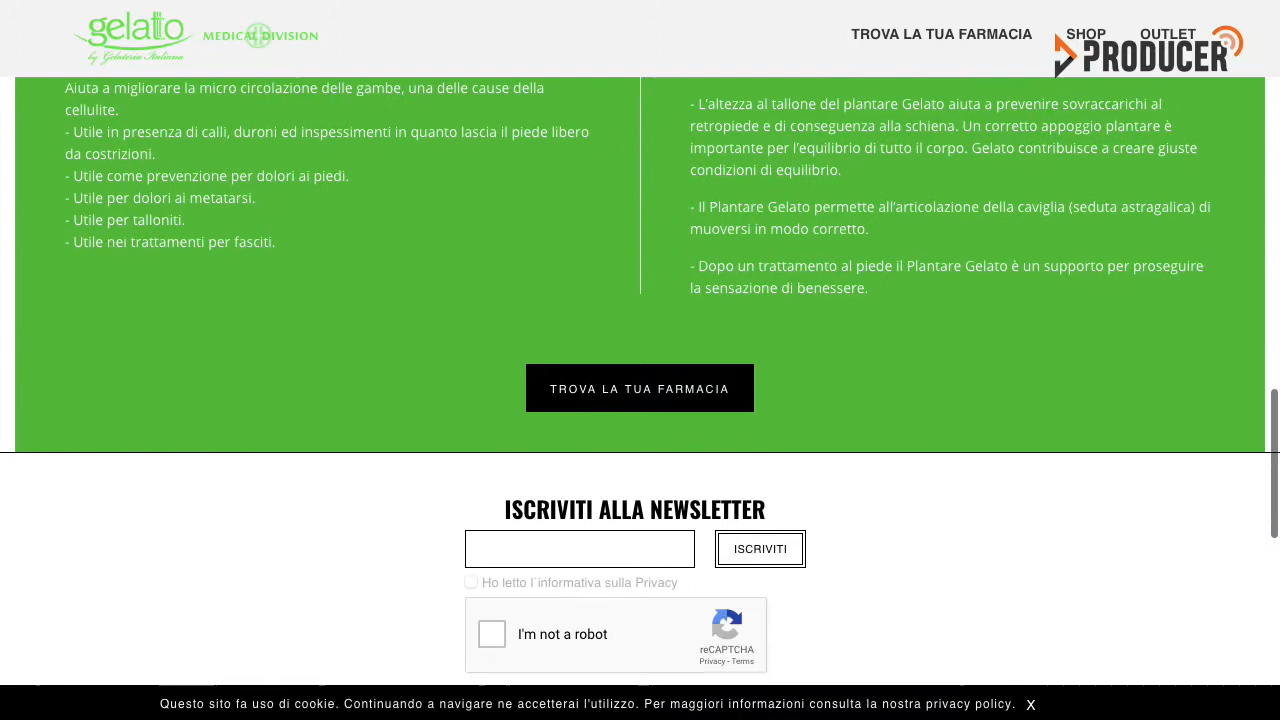 gelato
by Gelateria Italiana
MEDICAL DIVISION
TROVA LA TUA FARMACIA
SHOP
OUTLET
PRODUCER
Aiuta a migliorare la micro circolazione delle gambe, una delle cause della
cellulite.
- Utile in presenza di calli, duroni ed inspessimenti in quanto lascia il piede libero
da costrizioni.
- Utile come prevenzione per dolori ai piedi.
- Utile per dolori ai metatarsi.
- Utile per talloniti.
- Utile nei trattamenti per fasciti.
- L’altezza al tallone del plantare Gelato aiuta a prevenire sovraccarichi al
retropiede e di conseguenza alla schiena. Un corretto appoggio plantare è
importante per l’equilibrio di tutto il corpo. Gelato contribuisce a creare giuste
condizioni di equilibrio.
- Il Plantare Gelato permette all’articolazione della caviglia (seduta astragalica) di
muoversi in modo corretto.
- Dopo un trattamento al piede il Plantare Gelato è un supporto per proseguire
la sensazione di benessere.
TROVA LA TUA FARMACIA
ISCRIVITI ALLA NEWSLETTER
ISCRIVITI
Ho letto l´informativa sulla Privacy
I'm not a robot
reCAPTCHA
Privacy - Terms
Questo sito fa uso di cookie. Continuando a navigare ne accetterai l'utilizzo. Per maggiori informazioni consulta la nostra privacy policy. X